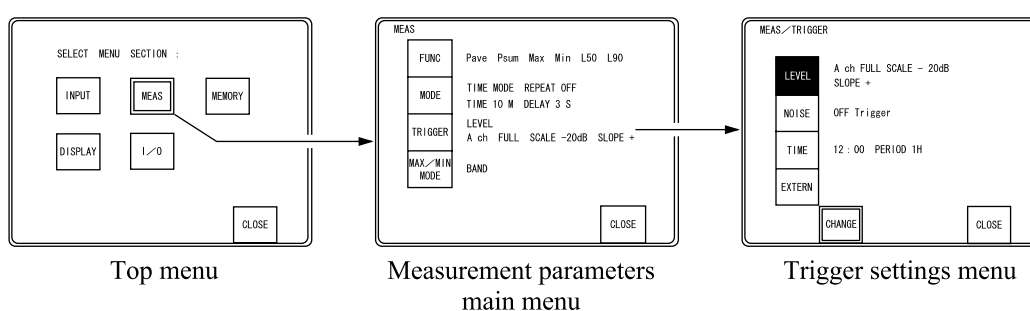 SELECT MENU SECTION :
INPUT MEAS MEMORY
DISPLAY I／O
CLOSE
Top menu
MEAS
FUNC Pave Psum Max Min L50 L90
MODE TIME MODE REPEAT OFF
TIME 10 M DELAY 3 S
TRIGGER LEVEL
A ch FULL SCALE −20dB SLOPE +
MAX／MIN MODE BAND
CLOSE
Measurement parameters
main menu
MEAS／TRIGGER
LEVEL A ch FULL SCALE − 20dB
SLOPE +
NOISE OFF Trigger
TIME 12 : 00 PERIOD 1H
EXTERN
CHANGE CLOSE
Trigger settings menu